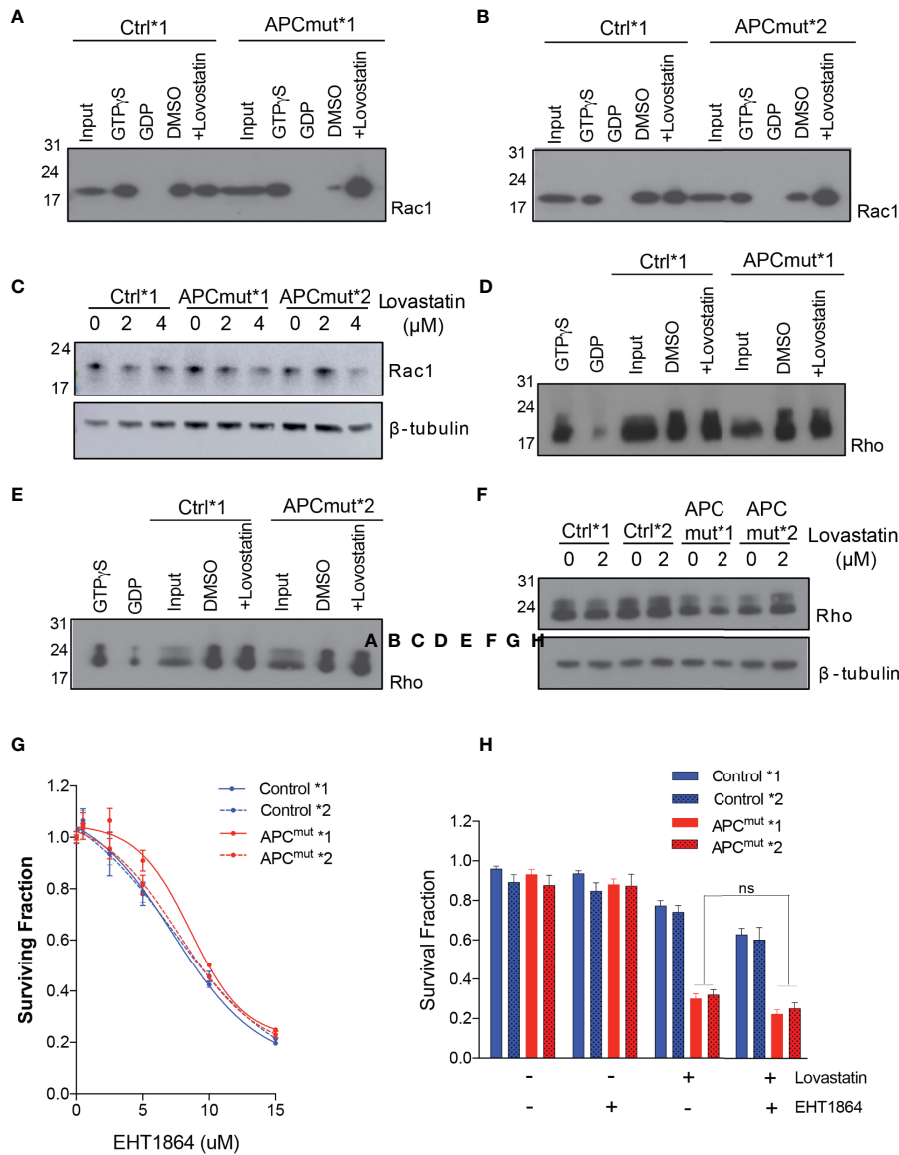 A
Ctrl*1 APCmut*1
Input GTPγS GDP DMSO +Lovostatin Input GTPγS GDP DMSO +Lovostatin
31
24
17
Rac1
B
Ctrl*1 APCmut*2
Input GTPγS GDP DMSO +Lovostatin Input GTPγS GDP DMSO +Lovostatin
31
24
17
Rac1
C
Ctrl*1 APCmut*1 APCmut*2 Lovastatin
0 2 4 0 2 4 0 2 4 (µM)
24
17
Rac1
β-tubulin
D
Ctrl*1 APCmut*1
GTPγS GDP Input DMSO +Lovostatin Input DMSO +Lovostatin
31
24
17
Rho
E
Ctrl*1 APCmut*2
GTPγS GDP Input DMSO +Lovostatin Input DMSO +Lovostatin
31
24
17
Rho
A B C D E F G H
F
Ctrl*1 Ctrl*2 APC mut*1 APC mut*2 Lovastatin
0 2 0 2 0 2 0 2 (µM)
31
24
Rho
β-tubulin
G
Control *1
Control *2
APCmut *1
APCmut *2
Surviving Fraction
1.2
1.0
0.8
0.6
0.4
0.2
0.0
0 5 10 15
EHT1864 (uM)
H
Control *1
Control *2
APCmut *1
APCmut *2
Survival Fraction
1.2
1.0
0.8
0.6
0.4
0.2
0.0
ns
- - + + Lovastatin
- + - + EHT1864